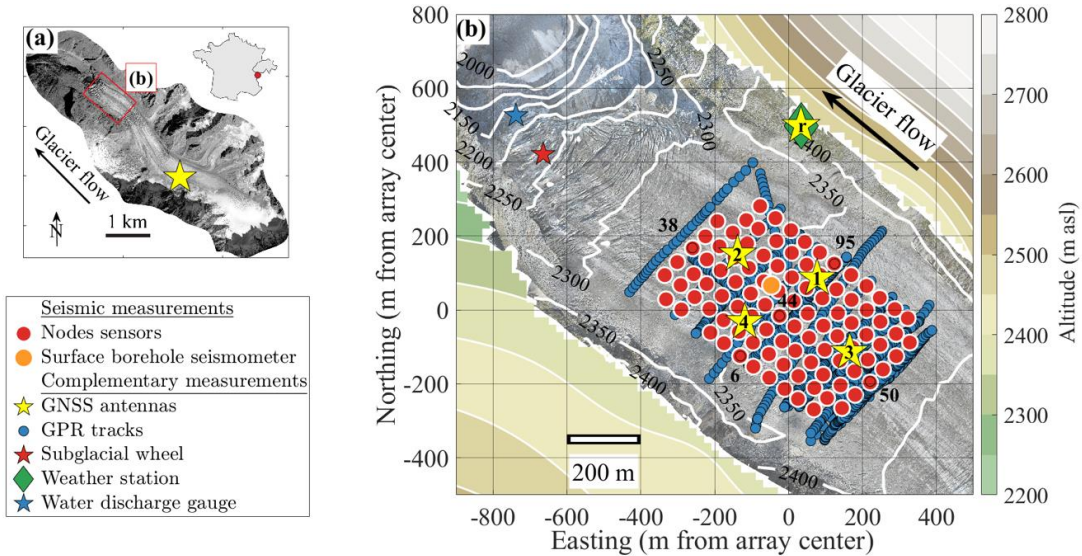 (a)
(b)
Glacier flow
N
1 km
Seismic measurements
Nodes sensors
Surface borehole seismometer
Complementary measurements
GNSS antennas
GPR tracks
Subglacial wheel
Weather station
Water discharge gauge
(b)
Northing (m from array center)
800
600
400
200
0
-200
-400
-800
-600
-400
-200
0
200
400
Easting (m from array center)
2000
2150
2200
2250
2300
2350
2400
2250
2300
2400
2350
2350
2400
Glacier flow
r
38
95
2
1
44
4
3
6
50
200 m
2800
2700
2600
2500
2400
2300
2200
Altitude (m asl)